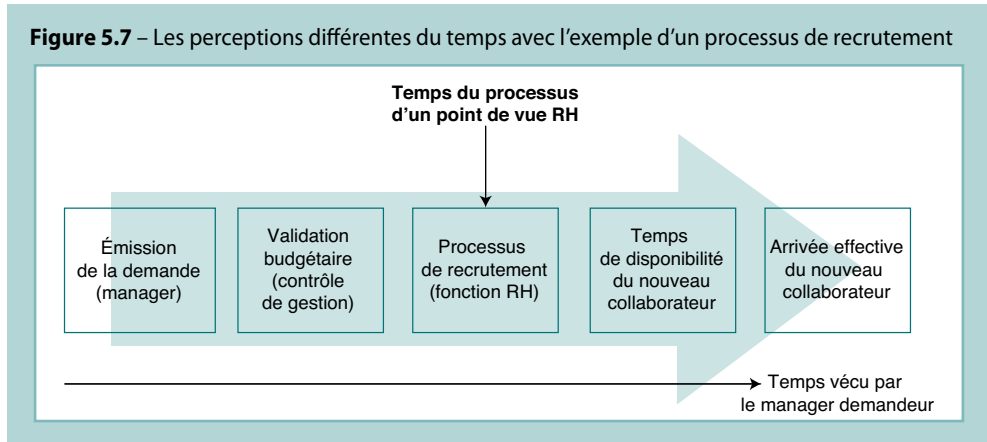 Figure 5.7 – Les perceptions différentes du temps avec l’exemple d’un processus de recrutement
Temps du processus
d’un point de vue RH
Émission
de la demande
(manager)
Validation
budgétaire
(contrôle
de gestion)
Processus
de recrutement
(fonction RH)
Temps
de disponibilité
du nouveau
collaborateur
Arrivée effective
du nouveau
collaborateur
Temps vécu par
le manager demandeur